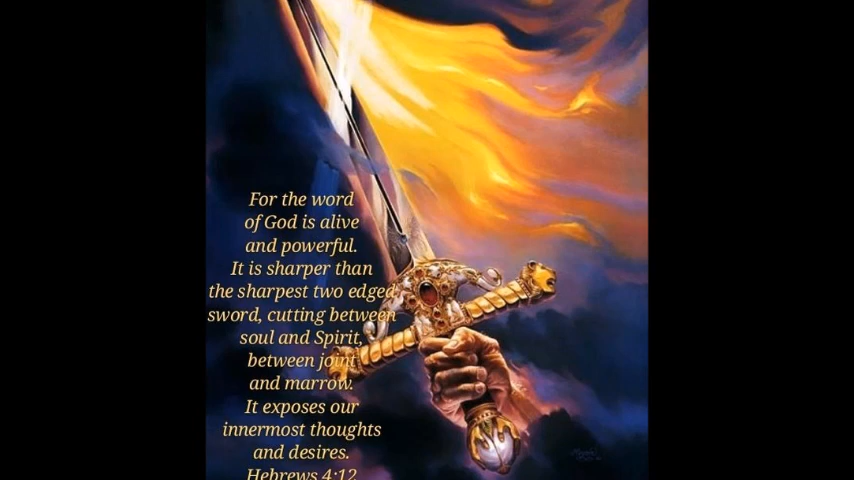 For the word
of God is alive
and powerful.
It is sharper than
the sharpest two edged
sword, cutting between
soul and Spirit,
between joint
and marrow.
It exposes our
innermost thoughts
and desires.
Hebrews 4:12